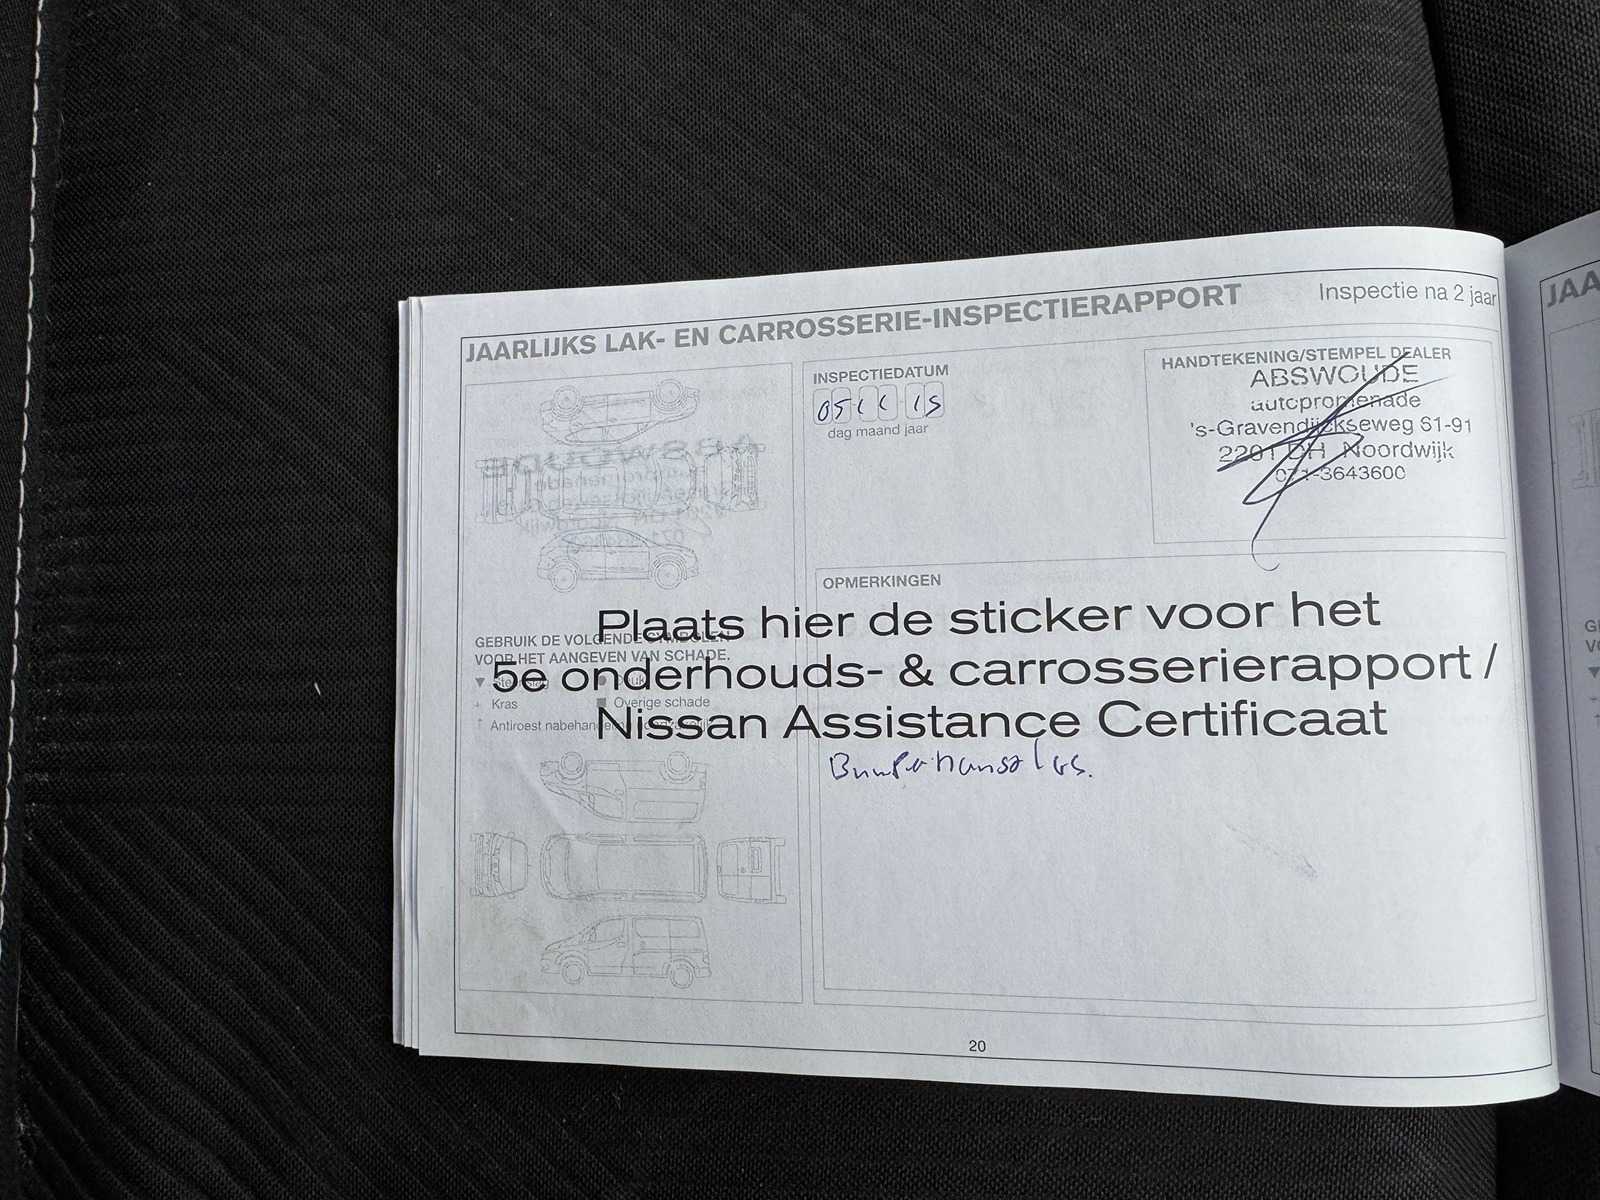 JAARLIJKS LAK- EN CARROSSERIE-INSPECTIERAPPORT
Inspectie na 2 jaar
INSPECTIEDATUM
dag maand jaar
HANDTEKENING/STEMPEL DEALER
ABSWOUDE
autopromenade
's-Gravendijckseweg 61-91
2201 DH Noordwijk
071-3643600
OPMERKINGEN
Plaats hier de sticker voor het
5e onderhouds- & carrosserierapport /
Nissan Assistance Certificaat
GEBRUIK DE VOLGENDE SYMBOLEN
VOOR HET AANGEVEN VAN SCHADE.
Kras
Overige schade
Antiroest
20
JAA